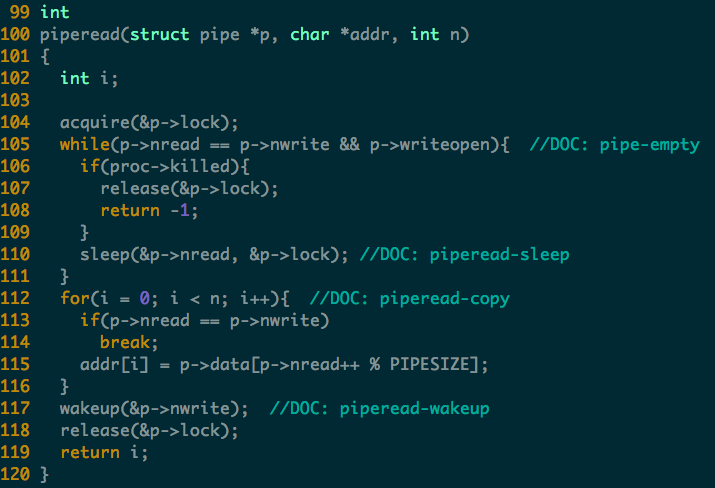 99 int
100 piperead(struct pipe *p, char *addr, int n)
101 {
102   int i;
103
104   acquire(&p->lock);
105   while(p->nread == p->nwrite && p->writeopen){  //DOC: pipe-empty
106     if(proc->killed){
107       release(&p->lock);
108       return -1;
109     }
110     sleep(&p->nread, &p->lock); //DOC: piperead-sleep
111   }
112   for(i = 0; i < n; i++){  //DOC: piperead-copy
113     if(p->nread == p->nwrite)
114       break;
115     addr[i] = p->data[p->nread++ % PIPESIZE];
116   }
117   wakeup(&p->nwrite);  //DOC: piperead-wakeup
118   release(&p->lock);
119   return i;
120 }